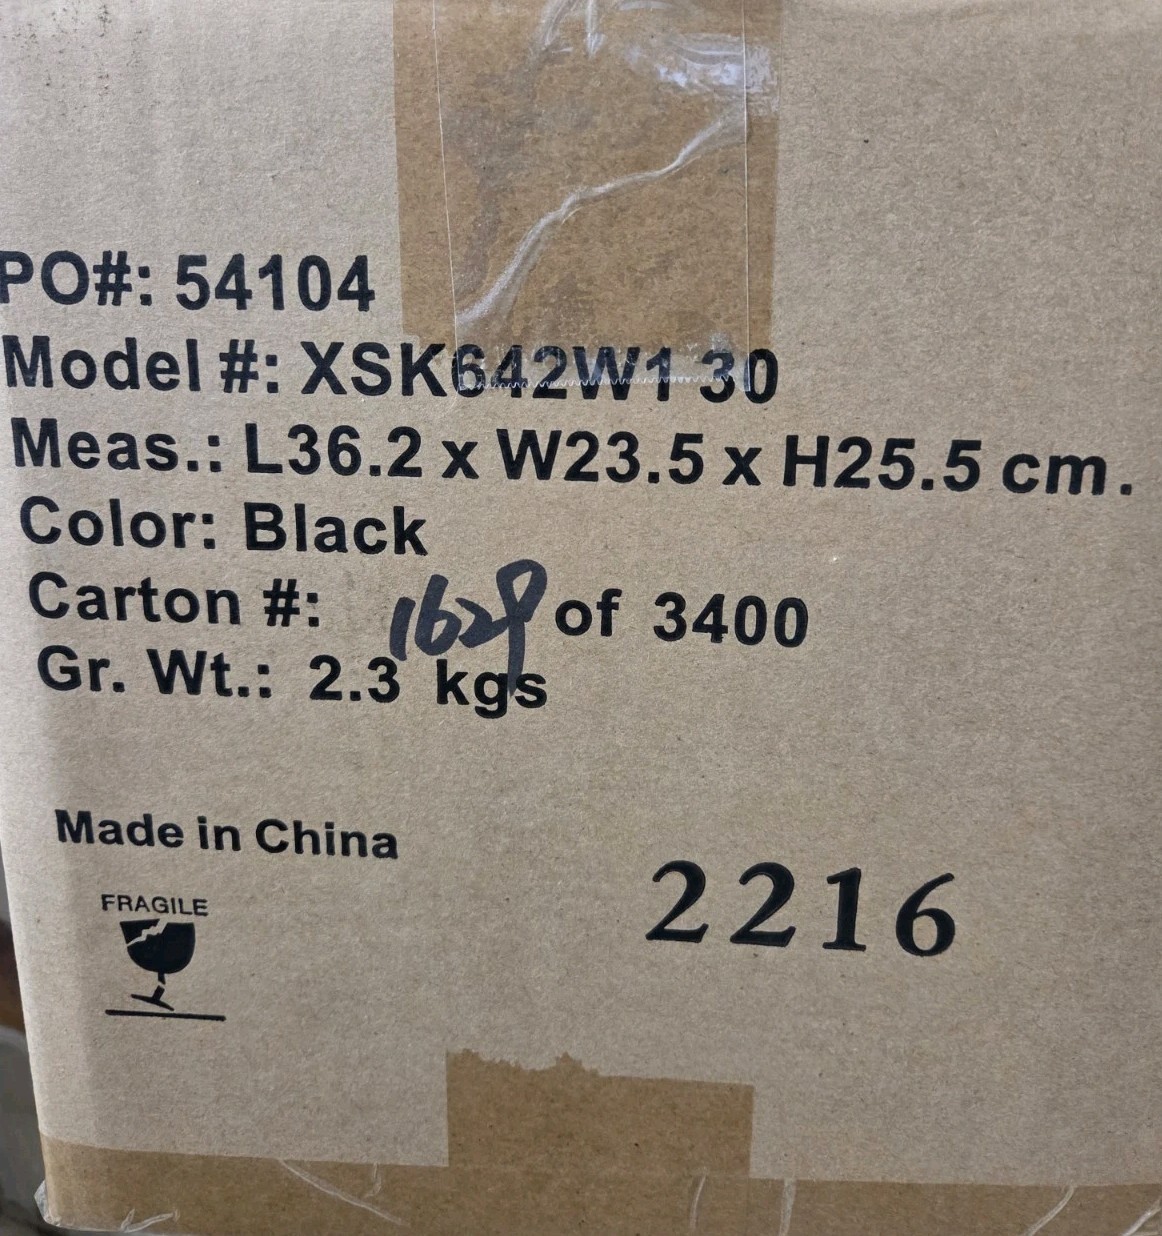 PO#: 54104
Model #: XSK642W1 30
Meas.: L36.2 x W23.5 x H25.5 cm.
Color: Black
Carton #: 1629 of 3400
Gr. Wt.: 2.3 kgs
Made in China
FRAGILE
2216